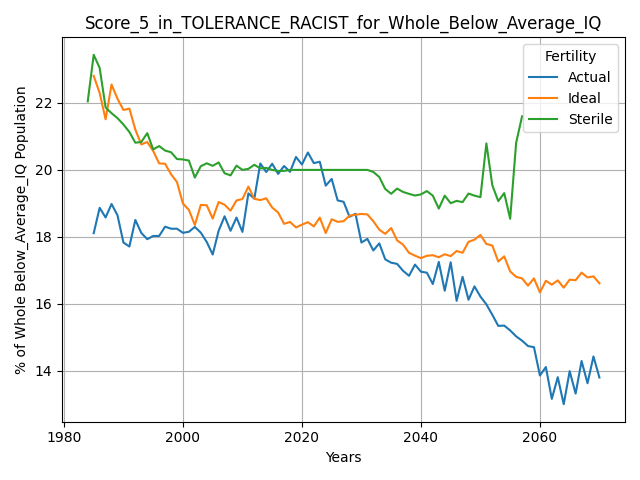 Score_5_in_TOLERANCE_RACIST_for_Whole_Below_Average_IQ
Fertility
Actual
Ideal
Sterile
% of Whole Below_Average_IQ Population
22
20
18
16
14
1980
2000
2020
2040
2060
Years